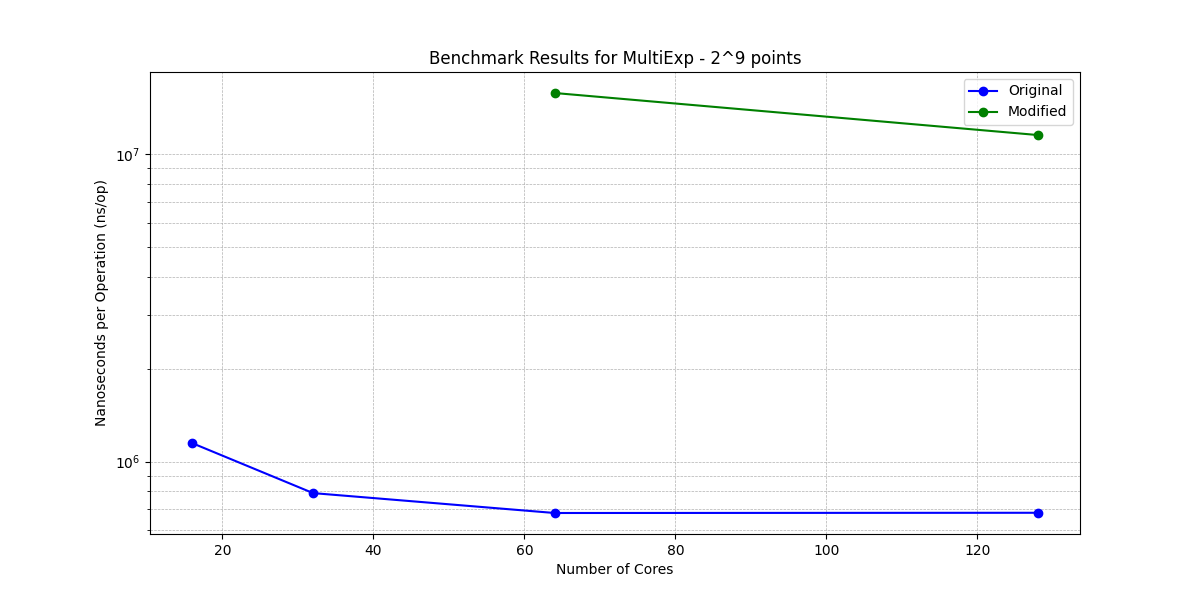 Benchmark Results for MultiExp - 2^9 points
Original
Modified
10^7
10^6
Nanoseconds per Operation (ns/op)
20 40 60 80 100 120
Number of Cores